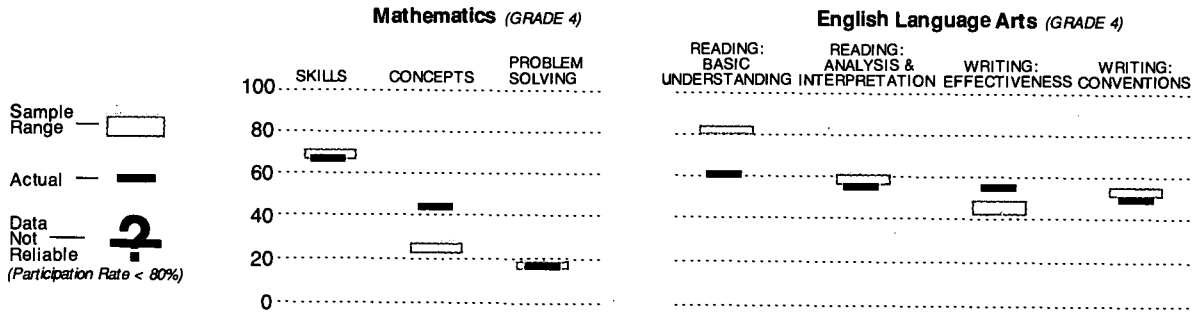 Mathematics (GRADE 4)
English Language Arts (GRADE 4)
SKILLS
CONCEPTS
PROBLEM
SOLVING
READING:
BASIC
UNDERSTANDING
READING:
ANALYSIS &
INTERPRETATION
WRITING:
EFFECTIVENESS
WRITING:
CONVENTIONS
100
80
60
40
20
0
Sample
Range
Actual
Data
Not
Reliable
?
(Participation Rate < 80%)